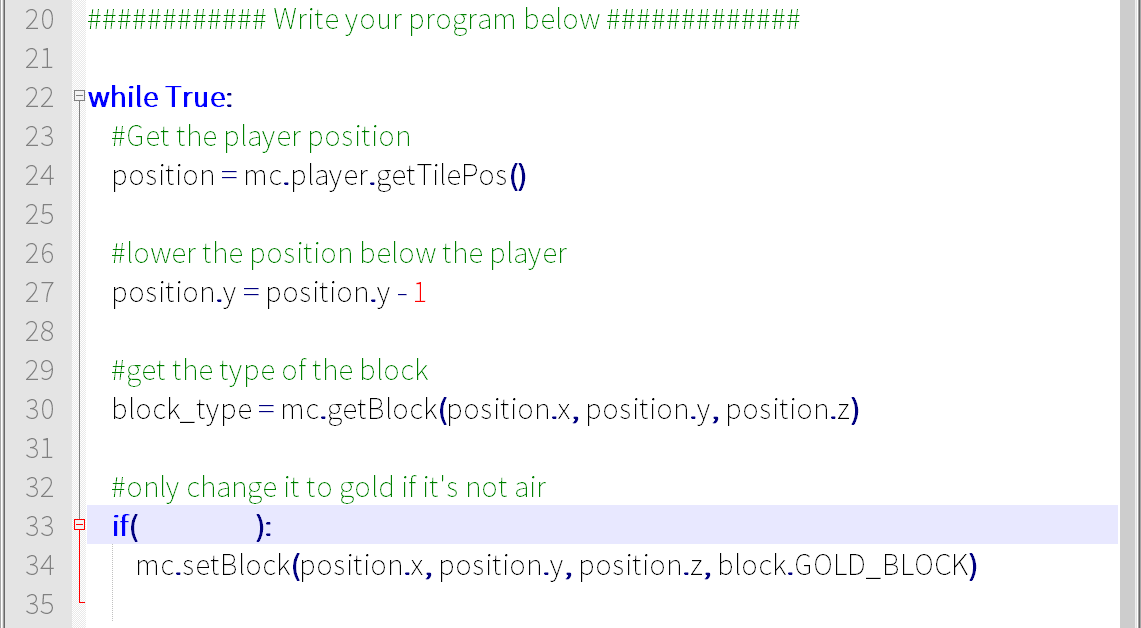 20 ############ Write your program below #############
21
22 while True:
23 #Get the player position
24 position = mc.player.getTilePos()
25
26 #lower the position below the player
27 position.y = position.y - 1
28
29 #get the type of the block
30 block_type = mc.getBlock(position.x, position.y, position.z)
31
32 #only change it to gold if it's not air
33 if( ):
34 mc.setBlock(position.x, position.y, position.z, block.GOLD_BLOCK)
35